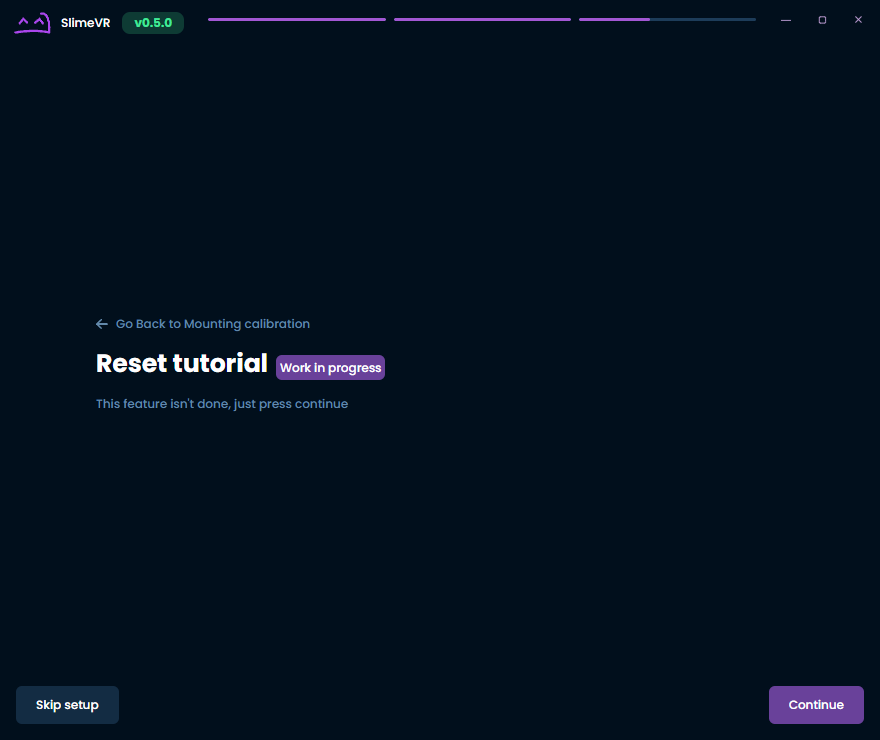 SlimeVR
v0.5.0
Go Back to Mounting calibration
Reset tutorial
Work in progress
This feature isn't done, just press continue
Skip setup
Continue